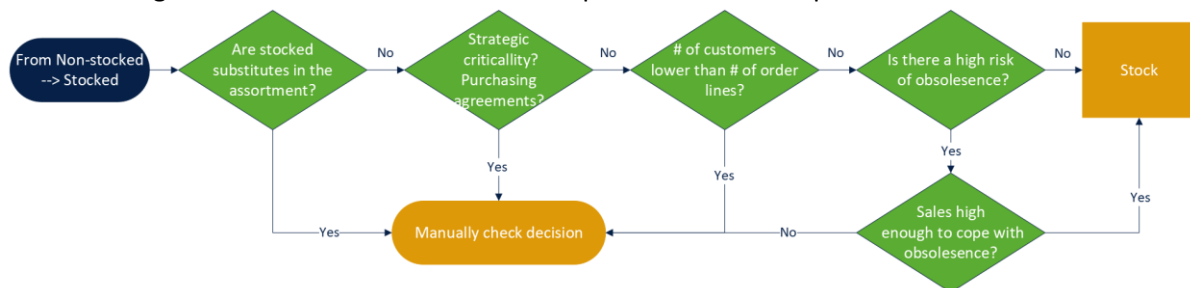 From Non-stocked
--> Stocked
Are stocked
substitutes in the
assortment?
No
Strategic
criticallity?
Purchasing
agreements?
No
# of customers
lower than # of order
lines?
No
Is there a high risk
of obsolesence?
No
Stock
Yes
Yes
Yes
Yes
Yes
Manually check decision
No
Sales high
enough to cope with
obsolesence?